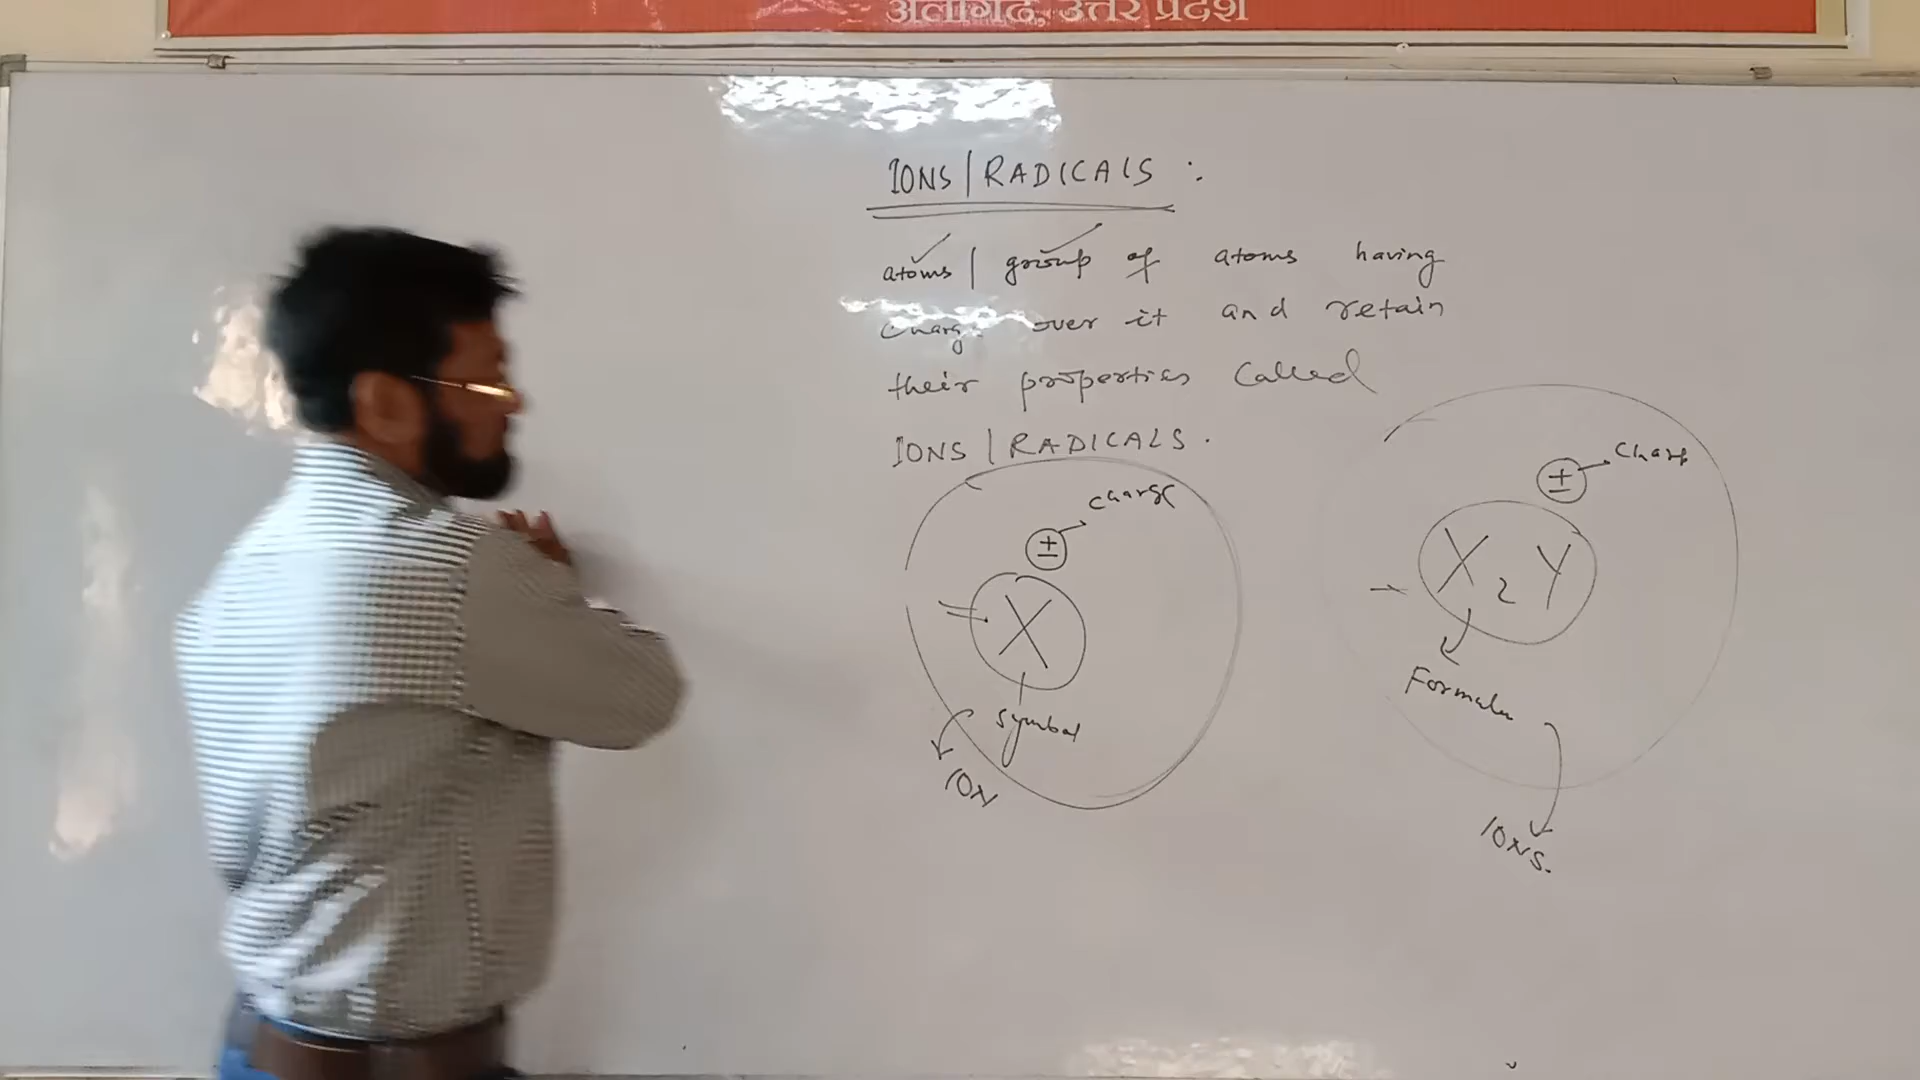 अलीगढ़, उत्तर प्रदेश
IONS | RADICALS :
atoms | group of atoms having
charge over it and retain
their properties called
IONS | RADICALS.
± charge
X
symbol
ION
± Charge
X₂Y
Formula
IONS.